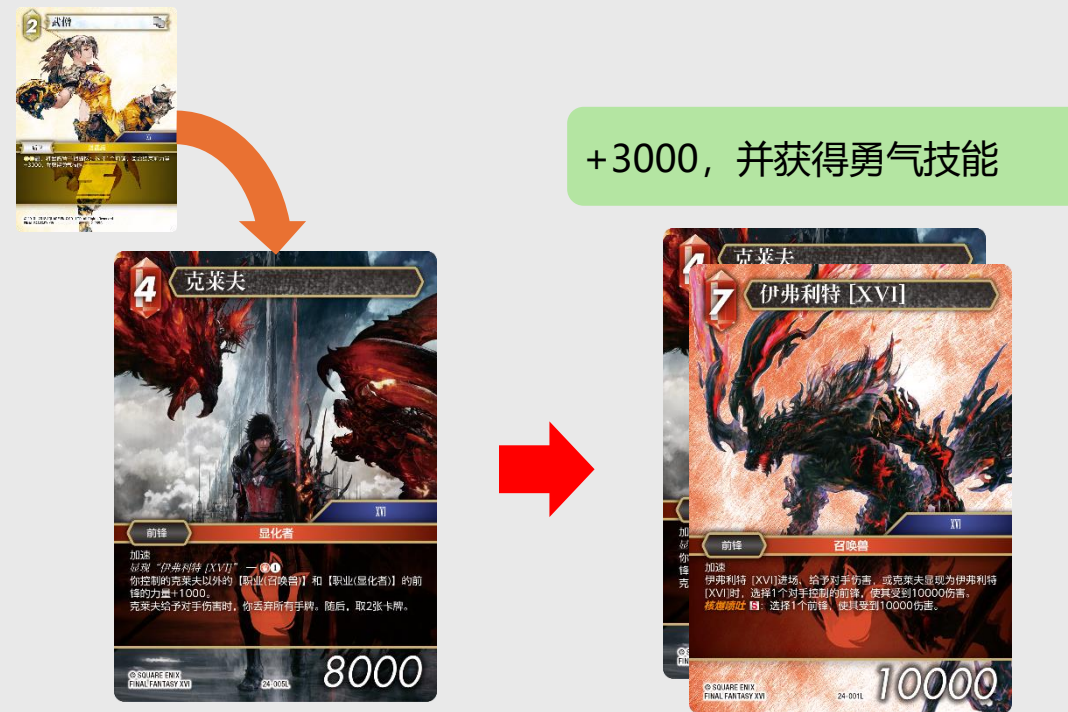 2
武僧
+3000，并获得勇气技能
4
克莱夫
XVI
前锋
显化者
加速
显现“伊弗利特 [XVI]” —
你控制的克莱夫以外的【职业(召唤兽)】和【职业(显化者)】的前
锋的力量+1000。
克莱夫给予对手伤害时，你丢弃所有手牌。随后，取2张卡牌。
© SQUARE ENIX
FINAL FANTASY XVI
24-005L
8000
克莱夫
7
伊弗利特 [XVI]
XVI
前锋
召唤兽
加速
伊弗利特 [XVI]进场、给予对手伤害，或克莱夫显现为伊弗利特
[XVI]时，选择1个对手控制的前锋，使其受到10000伤害。
核爆喷吐 S：选择1个前锋，使其受到10000伤害。
© SQUARE ENIX
FINAL FANTASY XVI
24-001L
10000